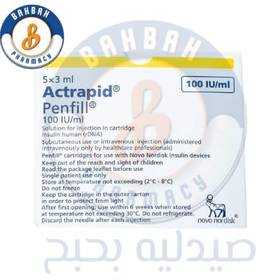 BAHBAH
PHARMACY
5×3 ml
Actrapid®
Penfill®
100 IU/ml
100 IU/ml
Solution for injection in cartridge
Insulin human (rDNA)
Subcutaneous use or intravenous injection (administered
intravenously only by healthcare professionals)
Penfill® cartridges for use with Novo Nordisk insulin devices
Keep out of the reach and sight of children
Read the package leaflet before use
Single patient use only
Store at temperature not exceeding (2°C - 8°C)
Do not freeze
Keep the cartridge in the outer carton
in order to protect from light
After first opening: Use within 6 weeks when stored
at temperature not exceeding 30°C. Do not refrigerate.
Discard the needle after each injection
novo nordisk®
صيدلية بحبح